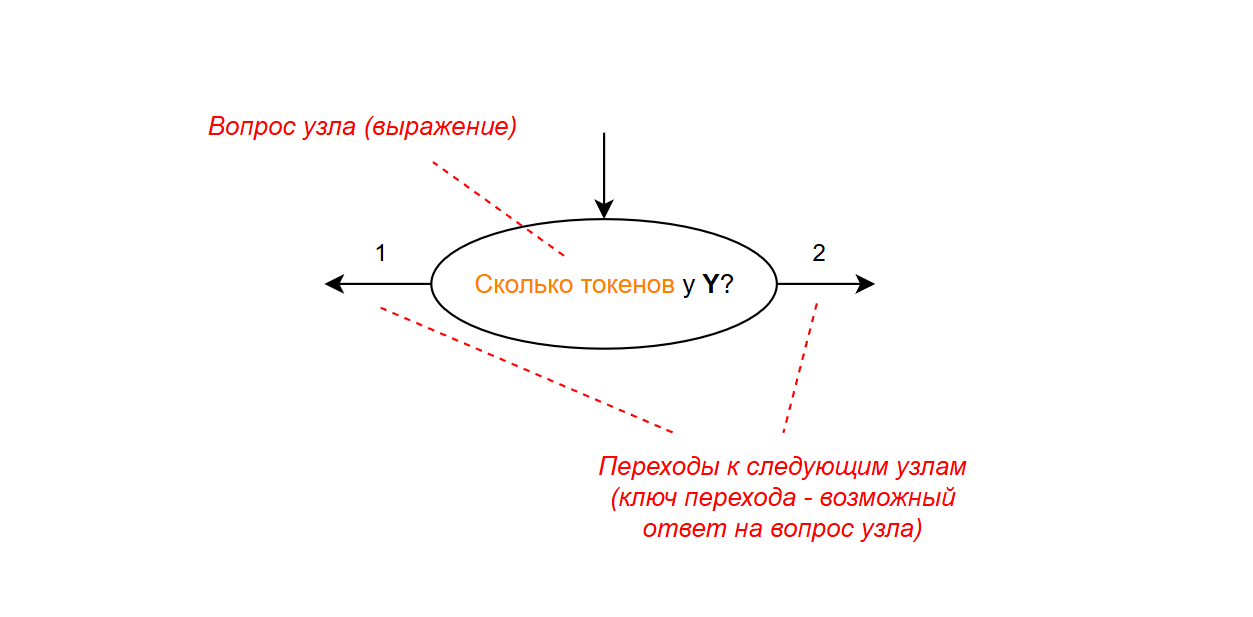 Вопрос узла (выражение)
1
2
Сколько токенов у Y?
Переходы к следующим узлам
(ключ перехода - возможный
ответ на вопрос узла)